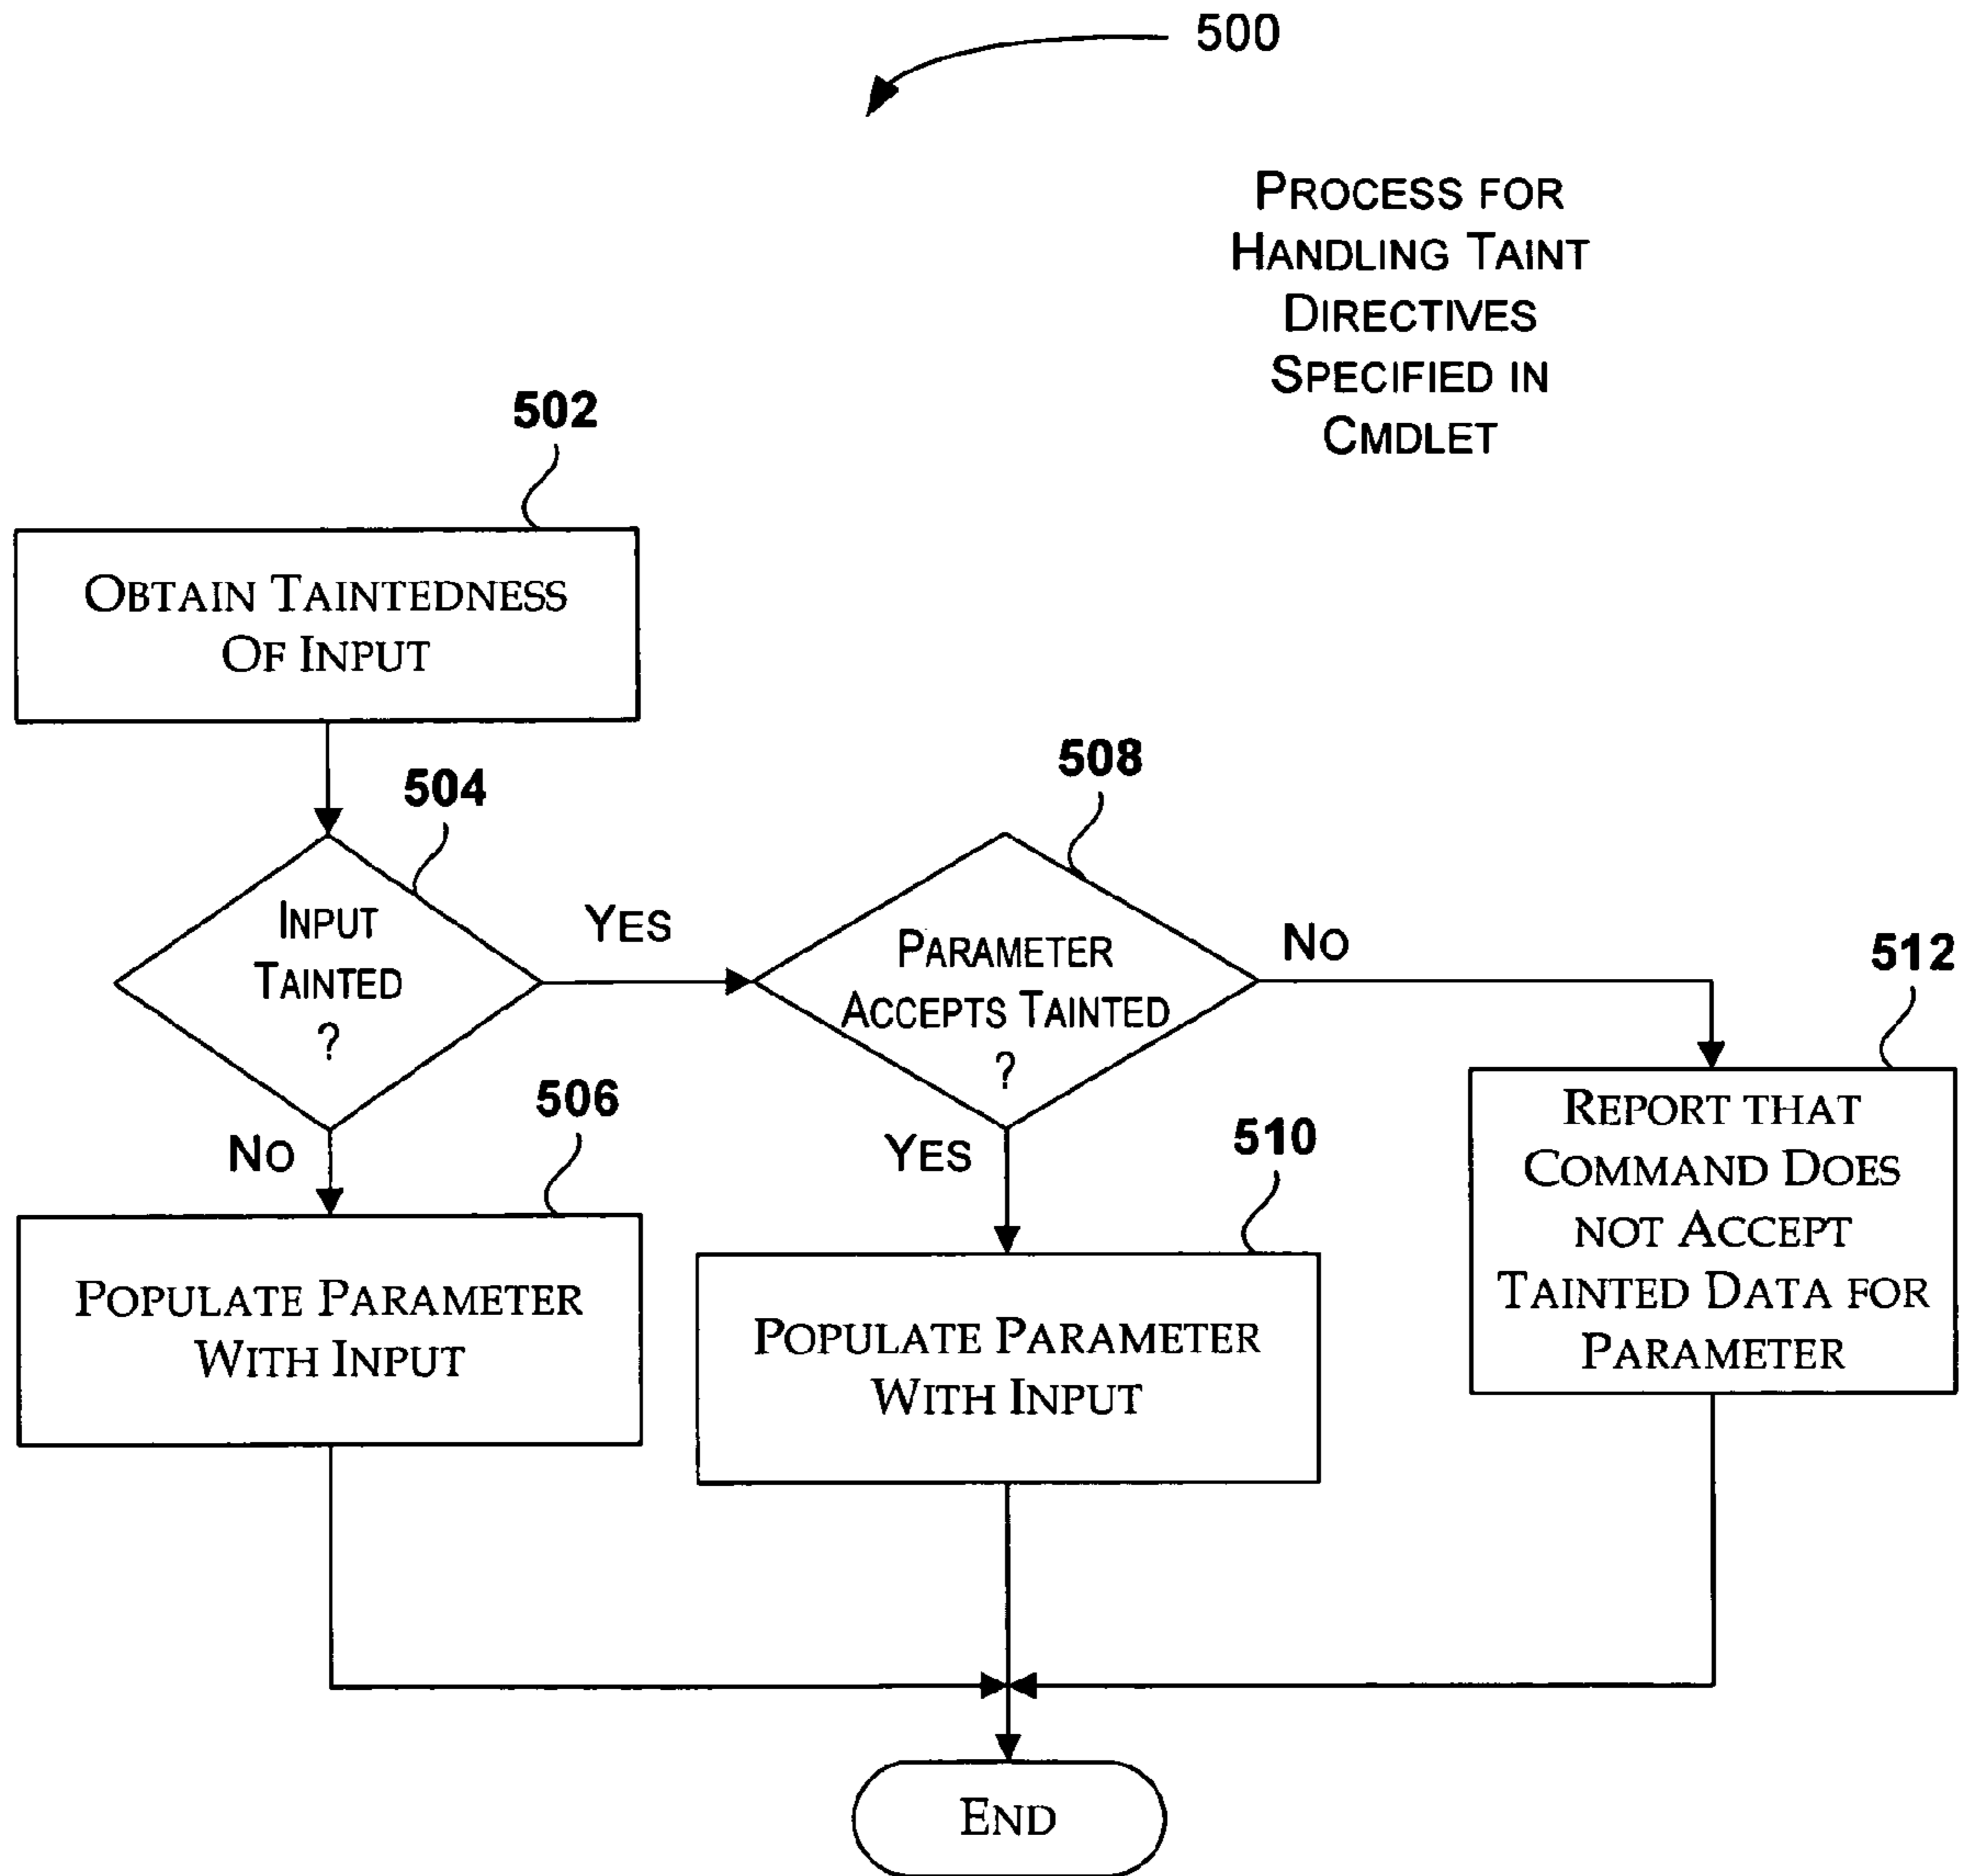 500
PROCESS FOR
HANDLING TAINT
DIRECTIVES
SPECIFIED IN
CMDLET
502
OBTAIN TAINTEDNESS
OF INPUT
504
INPUT
TAINTED
?
YES
508
PARAMETER
ACCEPTS TAINTED
?
NO
512
REPORT THAT
COMMAND DOES
NOT ACCEPT
TAINTED DATA FOR
PARAMETER
NO
506
POPULATE PARAMETER
WITH INPUT
YES
510
POPULATE PARAMETER
WITH INPUT
END